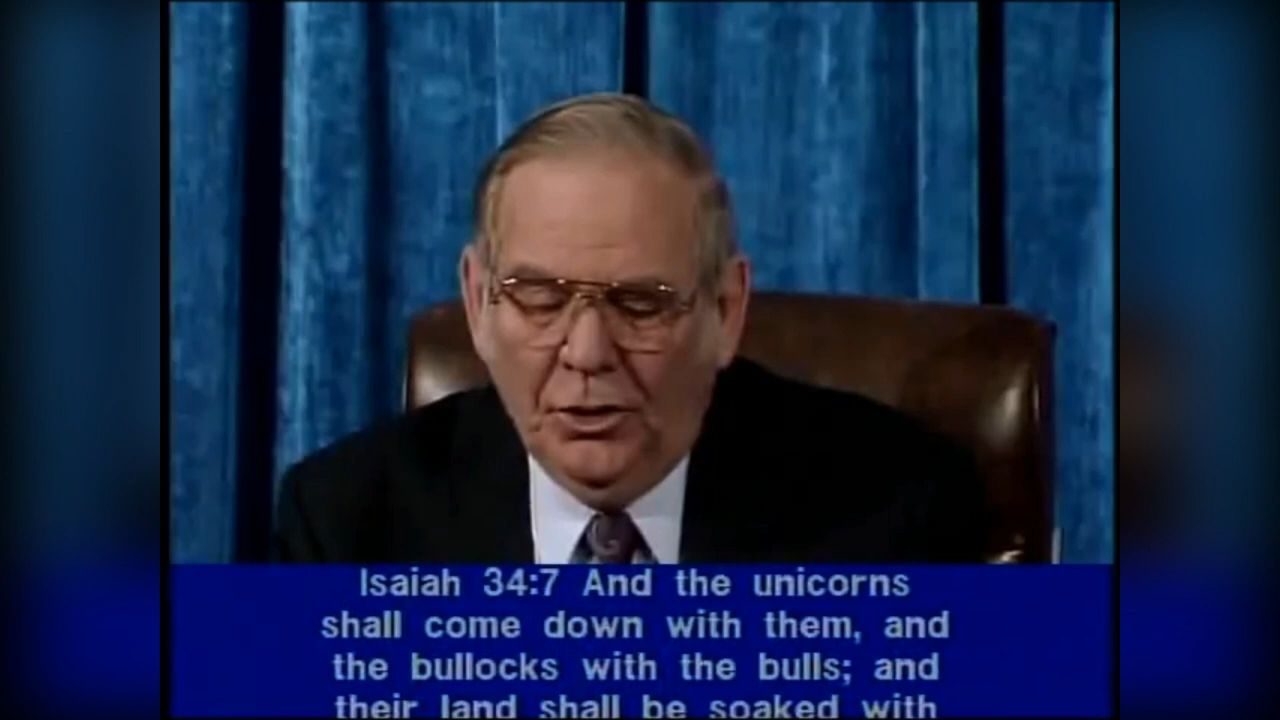 Isaiah 34:7 And the unicorns
shall come down with them, and
the bullocks with the bulls; and
their land shall be soaked with